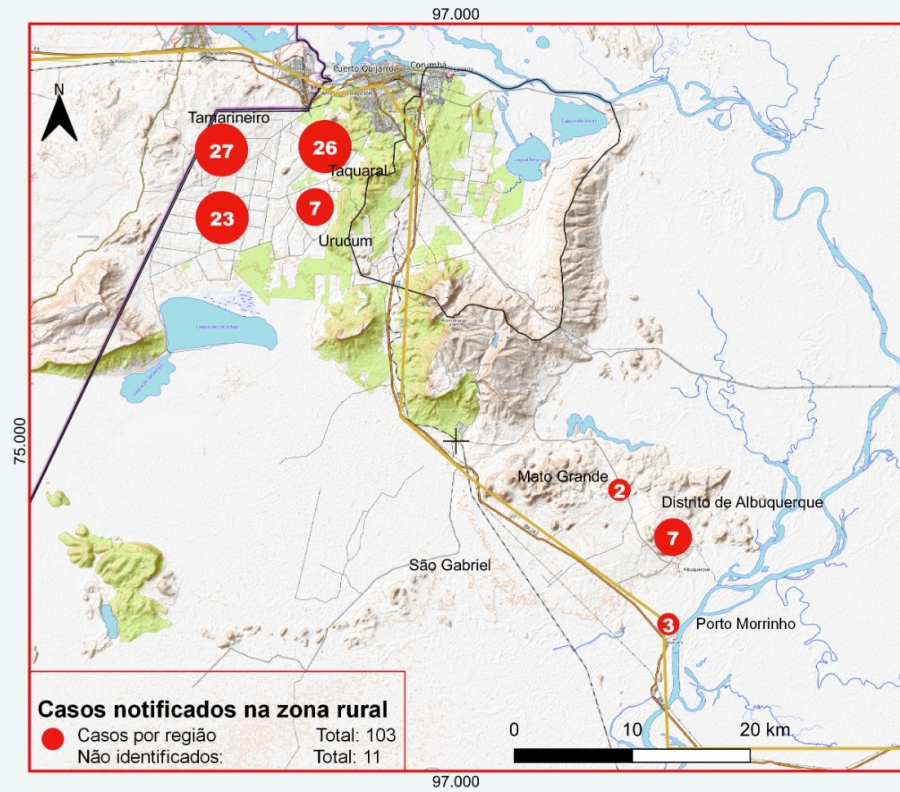 97.000
N
Puerto Quijarro
Corumbá
Tamarineiro
27
26
Taquaral
23
7
Urucum
75.000
Mato Grande
2
Distrito de Albuquerque
7
Albuquerque
São Gabriel
3
Porto Morrinho
Casos notificados na zona rural
Casos por região Total: 103
Não identificados: Total: 11
0 10 20 km
97.000